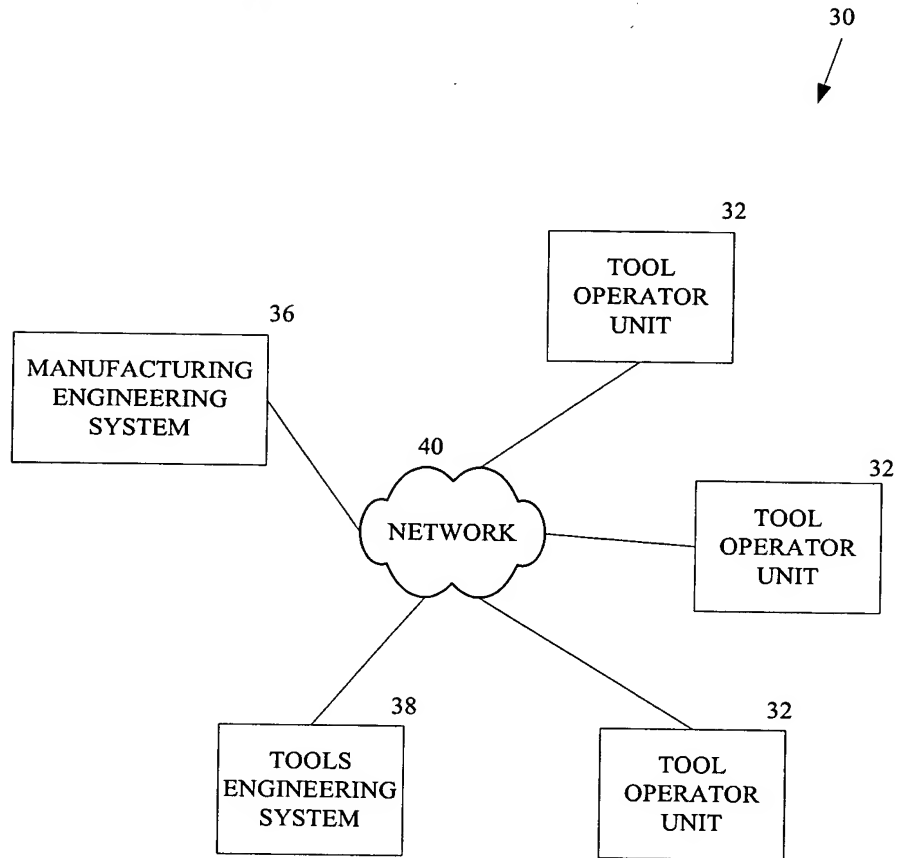 30
32
TOOL
OPERATOR
UNIT
36
MANUFACTURING
ENGINEERING
SYSTEM
40
NETWORK
32
TOOL
OPERATOR
UNIT
38
TOOLS
ENGINEERING
SYSTEM
32
TOOL
OPERATOR
UNIT